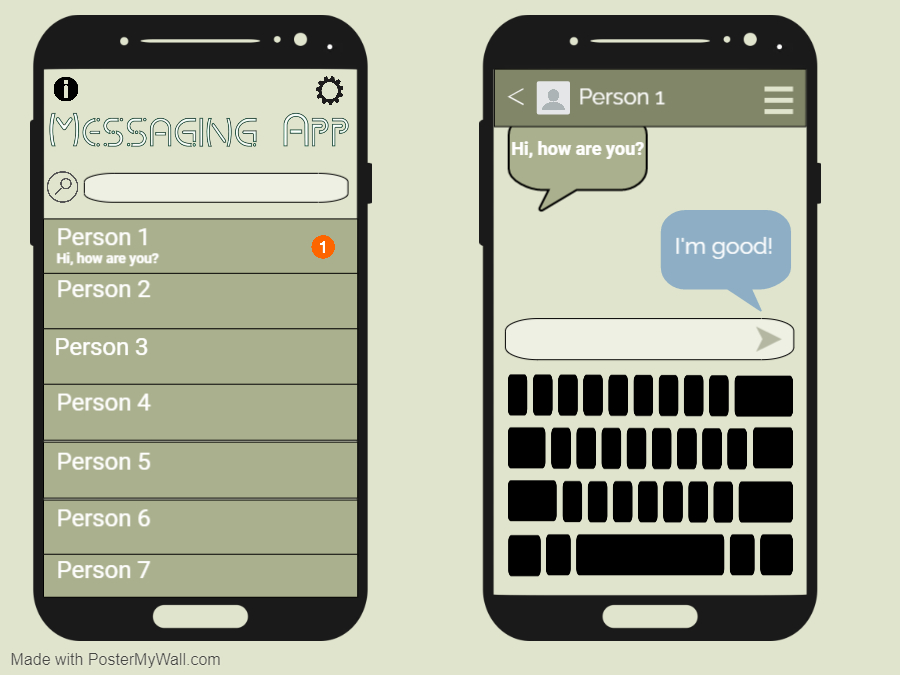 Messaging App
Person 1
Hi, how are you?
1
Person 2
Person 3
Person 4
Person 5
Person 6
Person 7
< Person 1
Hi, how are you?
I'm good!
Made with PosterMyWall.com